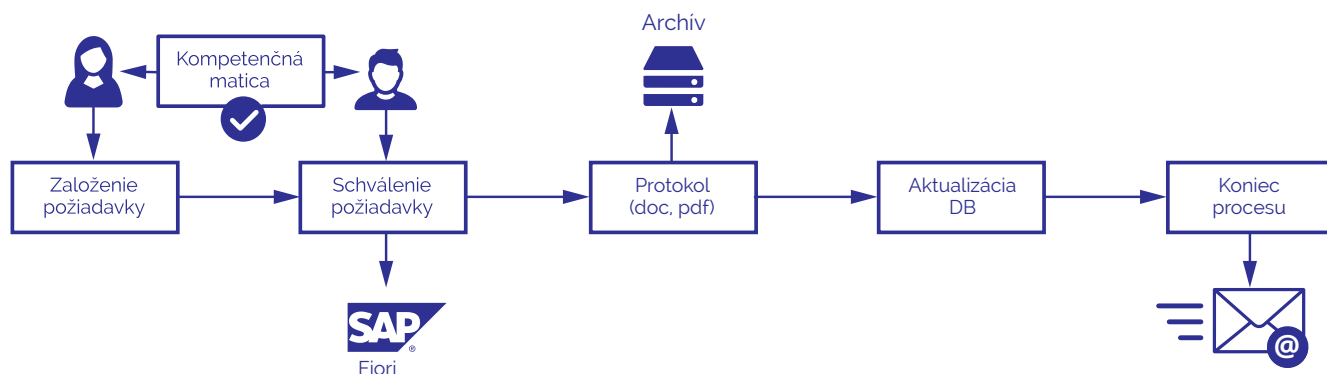 Archív
Kompetenčná
matica
Založenie
požiadavky
Schválenie
požiadavky
Protokol
(doc, pdf)
Aktualizácia
DB
Koniec
procesu
SAP
®
Fiori
@